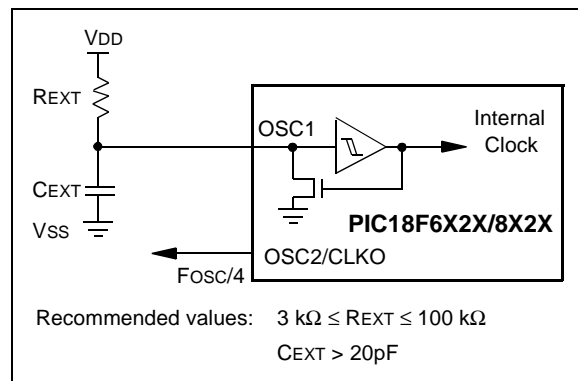 VDD
REXT
OSC1
Internal
Clock
CEXT
PIC18F6X2X/8X2X
VSS
OSC2/CLKO
FOSC/4
Recommended values: 3 kΩ ≤ REXT ≤ 100 kΩ
CEXT > 20pF